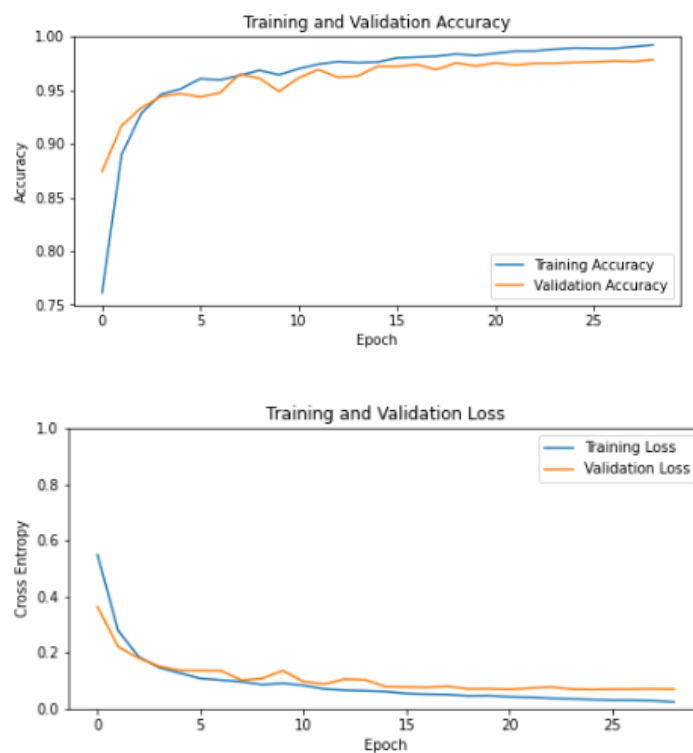 Training and Validation Accuracy
1.00
0.95
0.90
0.85
0.80
0.75
Accuracy
Training Accuracy
Validation Accuracy
0 5 10 15 20 25
Epoch
Training and Validation Loss
1.0
0.8
0.6
0.4
0.2
0.0
Cross Entropy
Training Loss
Validation Loss
0 5 10 15 20 25
Epoch